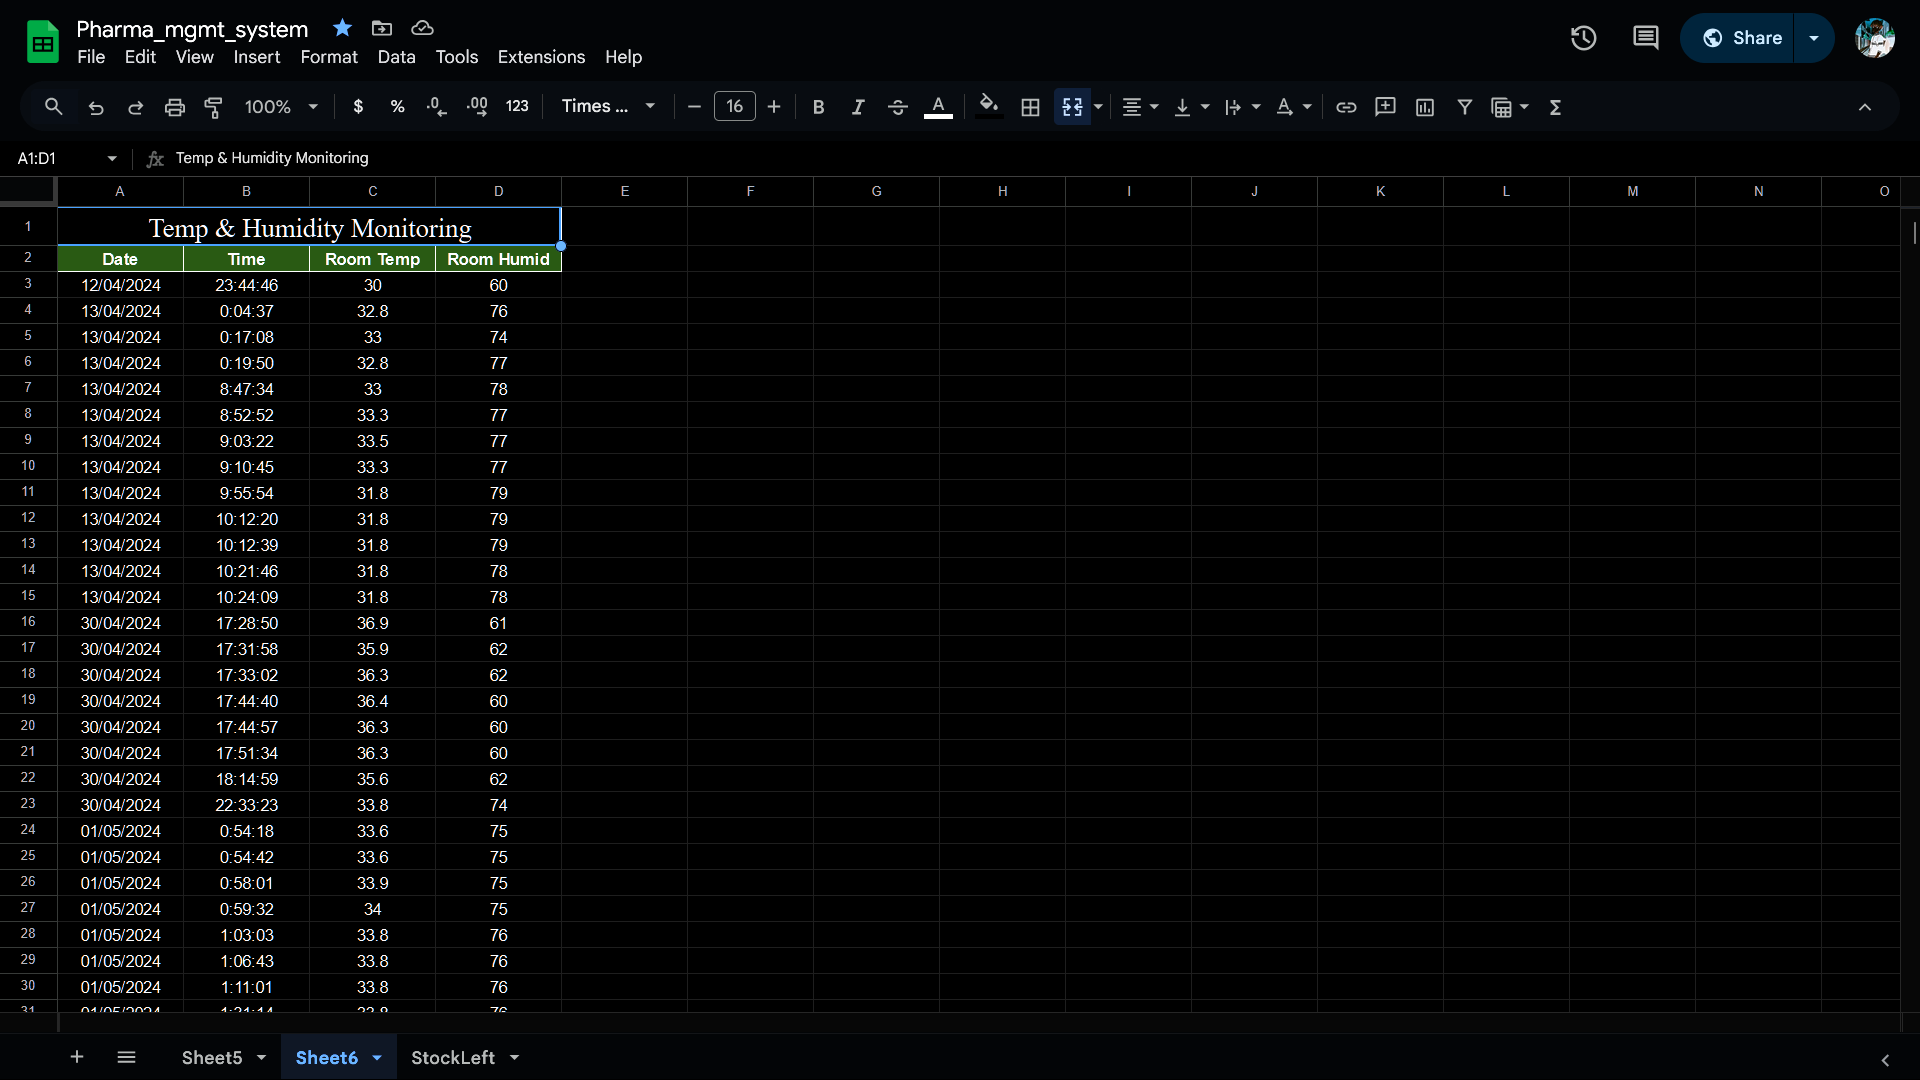 Pharma_mgmt_system
File Edit View Insert Format Data Tools Extensions Help
Share
100% $ % .0 .00 123 Times ... 16 B I A A Σ
A1:D1 fx Temp & Humidity Monitoring
A B C D E F G H I J K L M N O
1 Temp & Humidity Monitoring
2 Date Time Room Temp Room Humid
3 12/04/2024 23:44:46 30 60
4 13/04/2024 0:04:37 32.8 76
5 13/04/2024 0:17:08 33 74
6 13/04/2024 0:19:50 32.8 77
7 13/04/2024 8:47:34 33 78
8 13/04/2024 8:52:52 33.3 77
9 13/04/2024 9:03:22 33.5 77
10 13/04/2024 9:10:45 33.3 77
11 13/04/2024 9:55:54 31.8 79
12 13/04/2024 10:12:20 31.8 79
13 13/04/2024 10:12:39 31.8 79
14 13/04/2024 10:21:46 31.8 78
15 13/04/2024 10:24:09 31.8 78
16 30/04/2024 17:28:50 36.9 61
17 30/04/2024 17:31:58 35.9 62
18 30/04/2024 17:33:02 36.3 62
19 30/04/2024 17:44:40 36.4 60
20 30/04/2024 17:44:57 36.3 60
21 30/04/2024 17:51:34 36.3 60
22 30/04/2024 18:14:59 35.6 62
23 30/04/2024 22:33:23 33.8 74
24 01/05/2024 0:54:18 33.6 75
25 01/05/2024 0:54:42 33.6 75
26 01/05/2024 0:58:01 33.9 75
27 01/05/2024 0:59:32 34 75
28 01/05/2024 1:03:03 33.8 76
29 01/05/2024 1:06:43 33.8 76
30 01/05/2024 1:11:01 33.8 76
31 01/05/2024
Sheet5 Sheet6 StockLeft